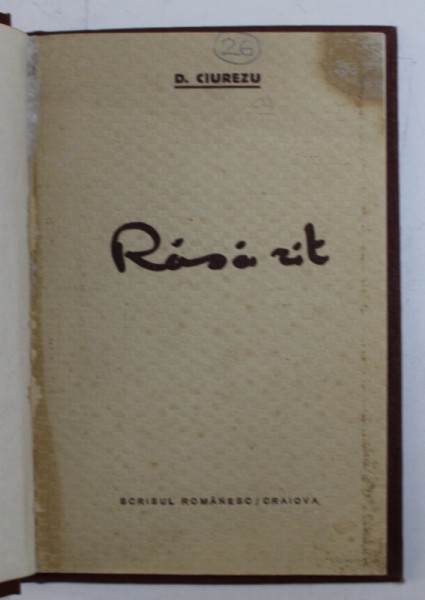 26
D. CIUREZU
Răsărit
SCRISUL ROMÂNESC / CRAIOVA